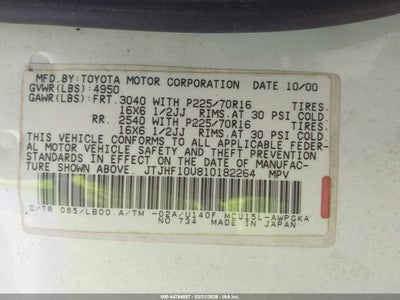 MFD.BY:TOYOTA MOTOR CORPORATION DATE 10/00
GVWR(LBS):4950
GAWR(LBS):FRT.3040 WITH P225/70R16 TIRES.
16X6 1/2JJ RIMS.AT 30 PSI COLD.
RR. 2540 WITH P225/70R16 TIRES.
16X6 1/2JJ RIMS.AT 30 PSI COLD.
THIS VEHICLE CONFORMS TO ALL APPLICABLE FEDER-
AL MOTOR VEHICLE SAFETY, BUMPER, AND THEFT PREVENTION
STANDARDS IN EFFECT ON THE DATE OF MANUFAC-
TURE SHOWN ABOVE. JTJHF10U810182264 MPV
C/TR 065/LB00 A/TM -02A/U140F MCU15L-AWPGKA
NO.734 MADE IN JAPAN